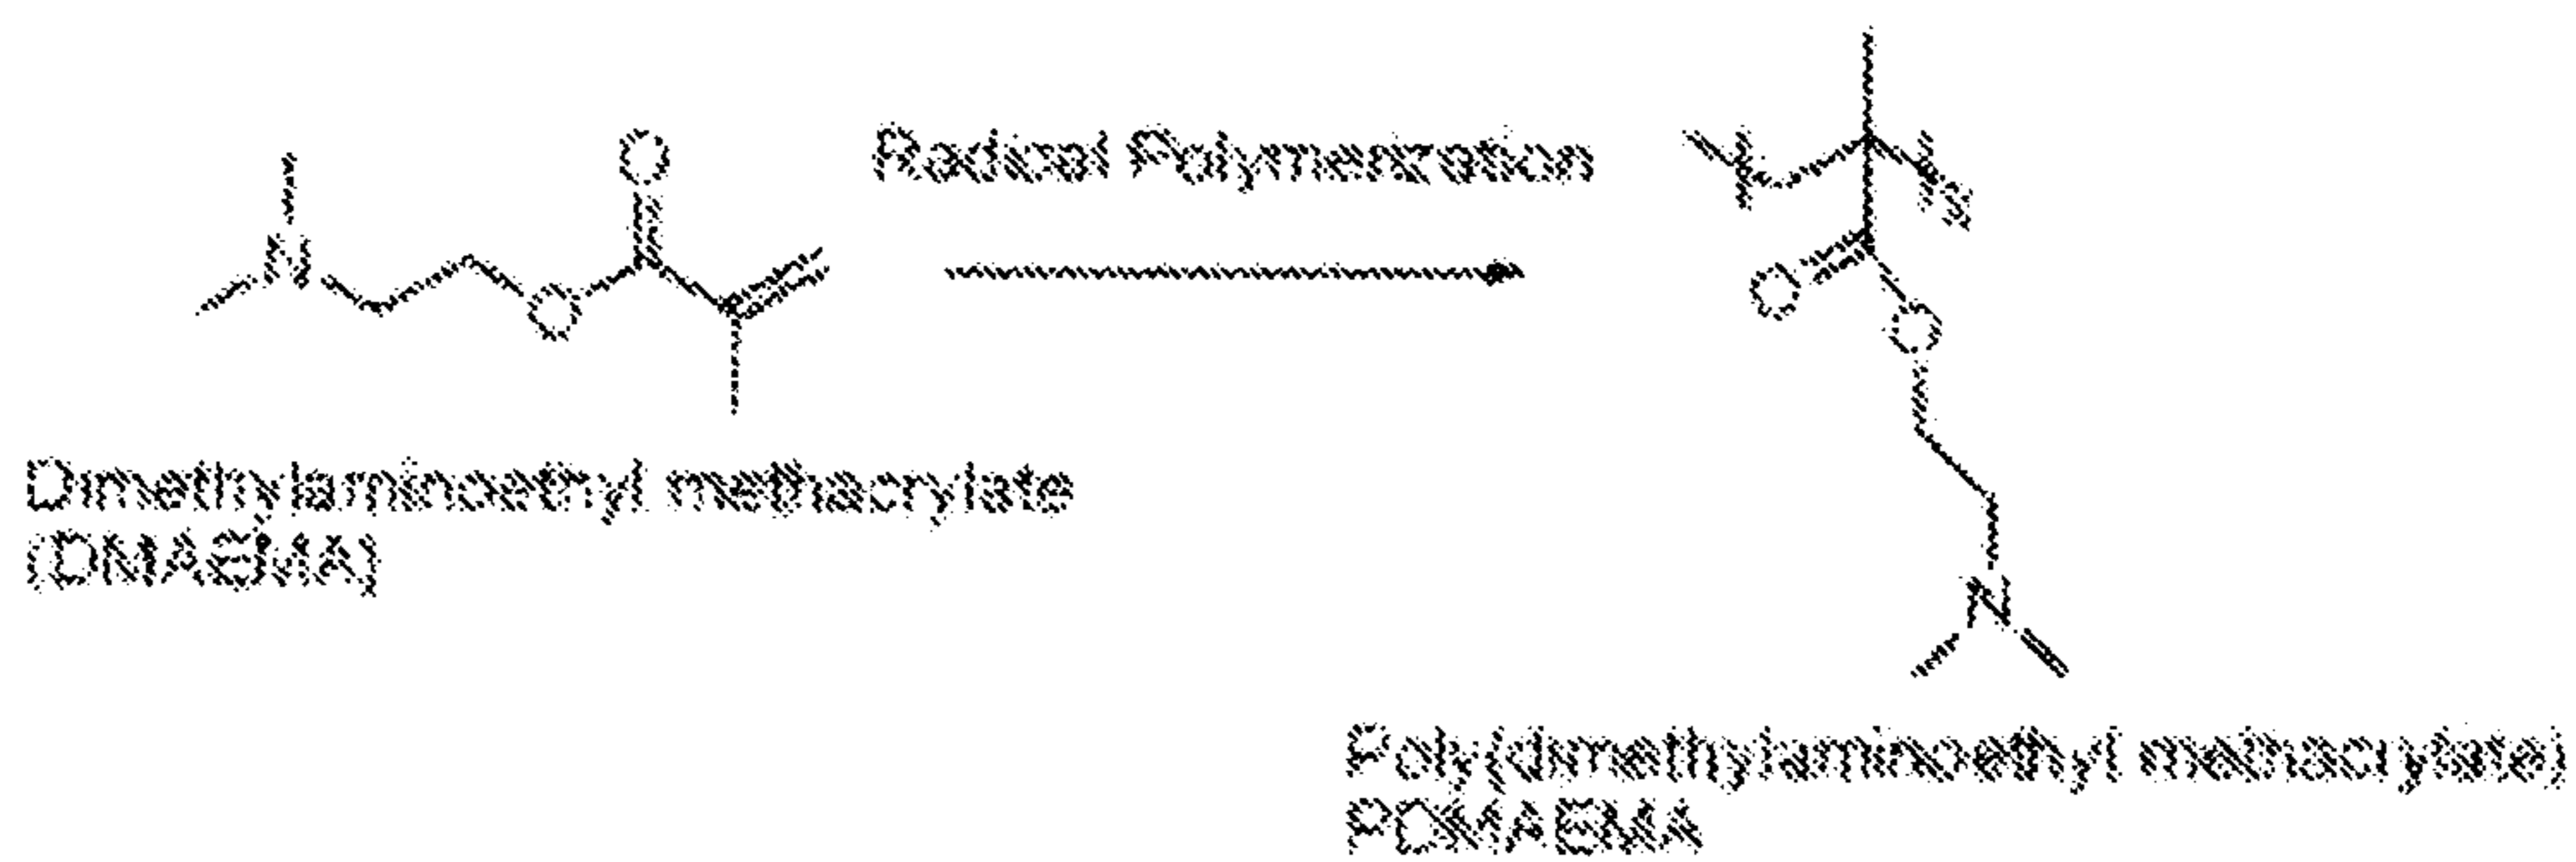 Radical Polymerization
O
N
O
n
O
O
N
Dimethylaminoethyl methacrylate
(DMAEMA)
Poly(dimethylaminoethyl methacrylate)
PDMAEMA